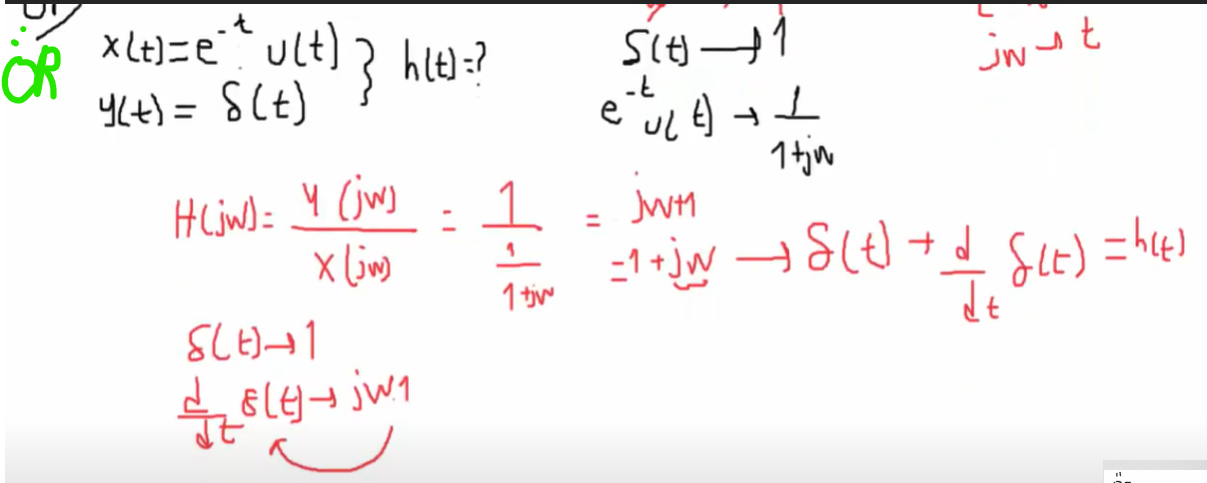 ÖR
x(t)=e^-t u(t) } h(t)=?
y(t) = δ(t)
δ(t) → 1
e^-t u(t) → 1/(1+jw)
jw → t
H(jw) = Y(jw)/X(jw) = 1/(1/(1+jw)) = jw+1
=1+jw → δ(t) + d/dt δ(t) = h(t)
δ(t) → 1
d/dt δ(t) → jw.1